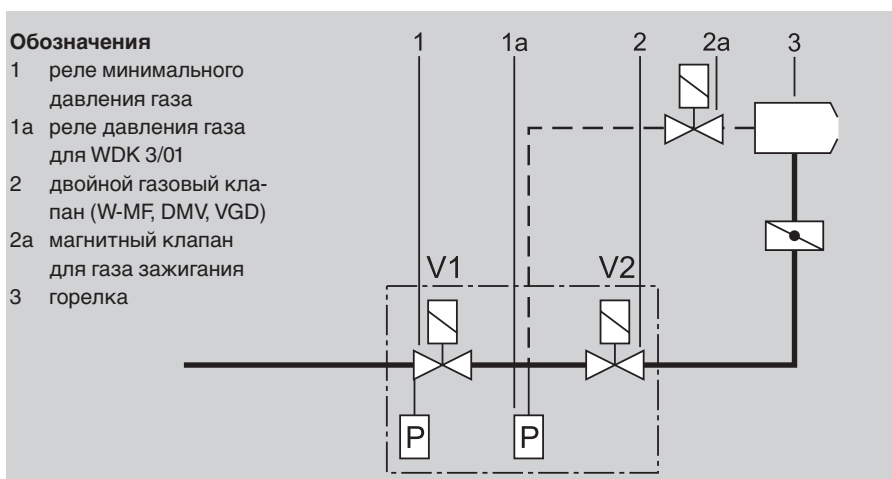 Обозначения
1 реле минимального
давления газа
1a реле давления газа
для WDK 3/01
2 двойной газовый кла-
пан (W-MF, DMV, VGD)
2a магнитный клапан
для газа зажигания
3 горелка
1 1a 2 2a 3
V1 V2
P P